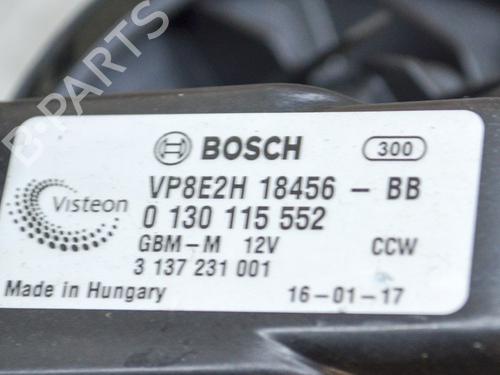 B-PARTS
BOSCH
300
VP8E2H 18456 - BB
Visteon
0 130 115 552
GBM-M 12V CCW
3 137 231 001
Made in Hungary 16-01-17